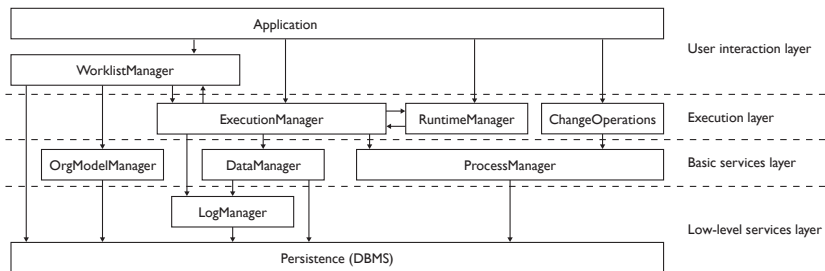 Application
User interaction layer
WorklistManager
ExecutionManager
RuntimeManager
ChangeOperations
Execution layer
OrgModelManager
DataManager
ProcessManager
Basic services layer
LogManager
Low-level services layer
Persistence (DBMS)